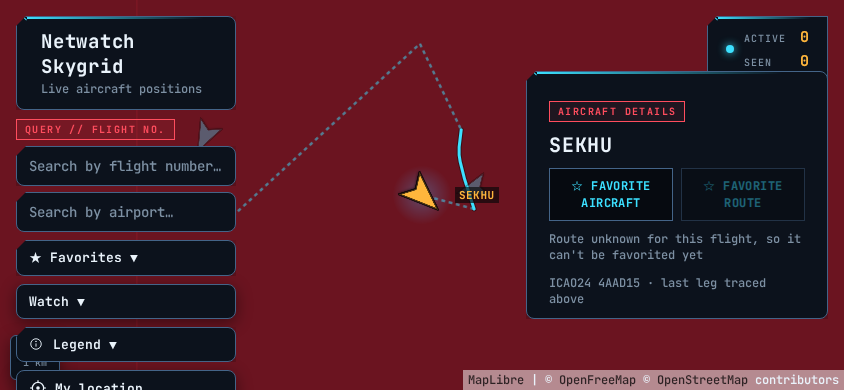 Netwatch
Skygrid
Live aircraft positions
QUERY // FLIGHT NO.
Search by flight number…
Search by airport…
★ Favorites ▼
Watch ▼
Legend ▼
My location
SEKHU
ACTIVE 0
SEEN 0
AIRCRAFT DETAILS
SEKHU
☆ FAVORITE
AIRCRAFT
☆ FAVORITE
ROUTE
Route unknown for this flight, so it
can't be favorited yet
ICAO24 4AAD15 · last leg traced
above
MapLibre | © OpenFreeMap © OpenStreetMap contributors